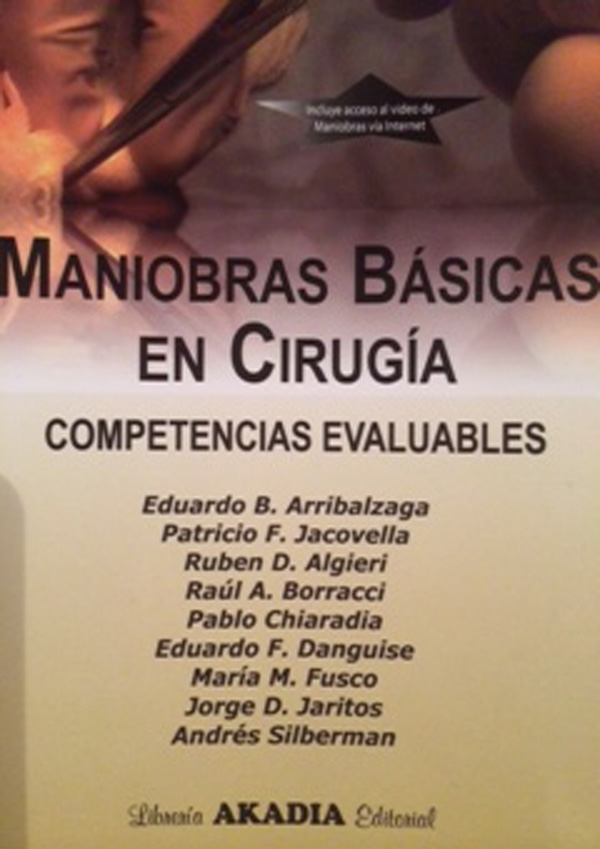 Incluye acceso al video de
Maniobras vía Internet
MANIOBRAS BÁSICAS
EN CIRUGÍA
COMPETENCIAS EVALUABLES
Eduardo B. Arribalzaga
Patricio F. Jacovella
Ruben D. Algieri
Raúl A. Borracci
Pablo Chiaradia
Eduardo F. Danguise
María M. Fusco
Jorge D. Jaritos
Andrés Silberman
Librería AKADIA Editorial